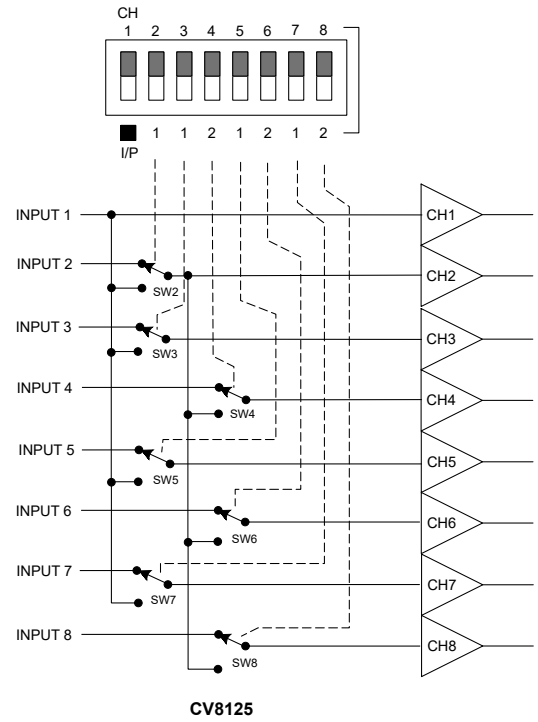 CH
1 2 3 4 5 6 7 8
1 1 2 1 2 1 2
I/P
INPUT 1 CH1
INPUT 2 SW2 CH2
INPUT 3 SW3 CH3
INPUT 4 SW4 CH4
INPUT 5 SW5 CH5
INPUT 6 SW6 CH6
INPUT 7 SW7 CH7
INPUT 8 SW8 CH8
CV8125